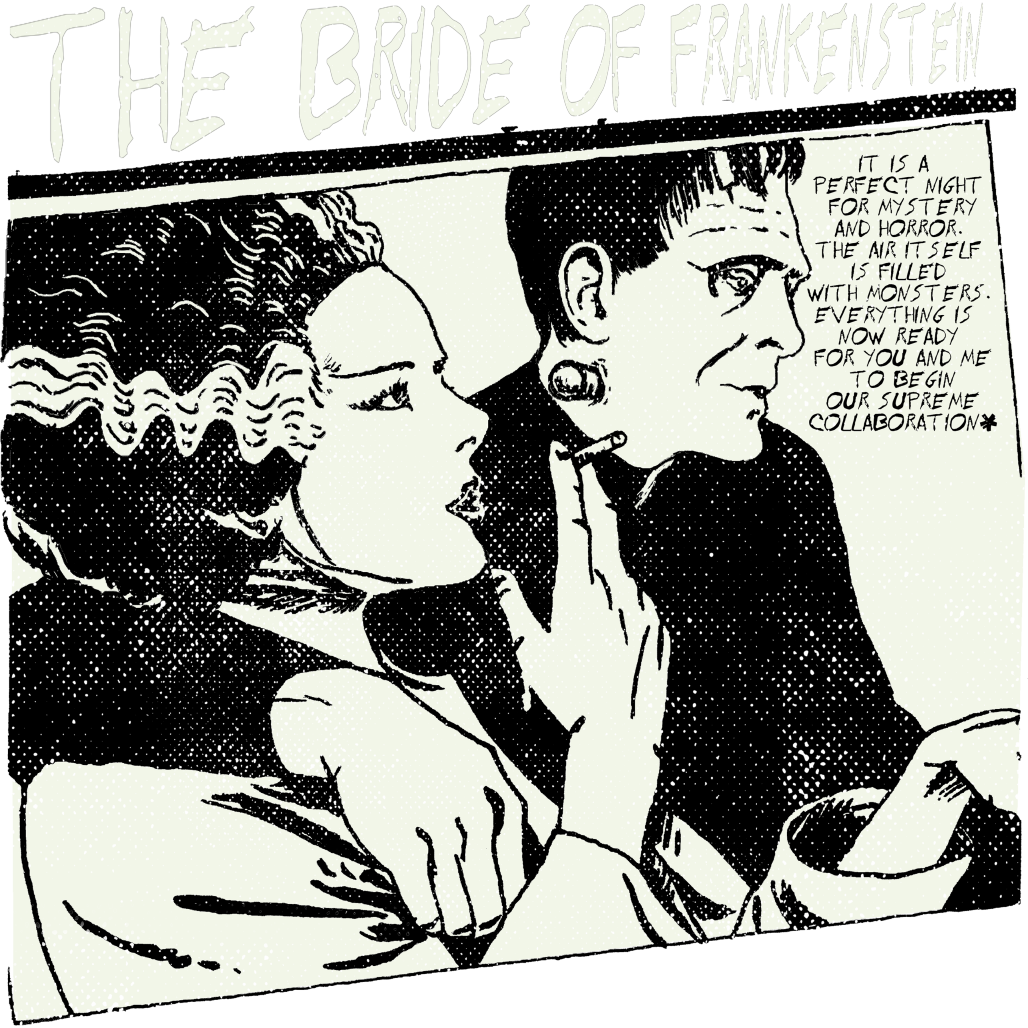 THE BRIDE OF FRANKENSTEIN
IT IS A
PERFECT NIGHT
FOR MYSTERY
AND HORROR.
THE AIR ITSELF
IS FILLED
WITH MONSTERS.
EVERYTHING IS
NOW READY
FOR YOU AND ME
TO BEGIN
OUR SUPREME
COLLABORATION*